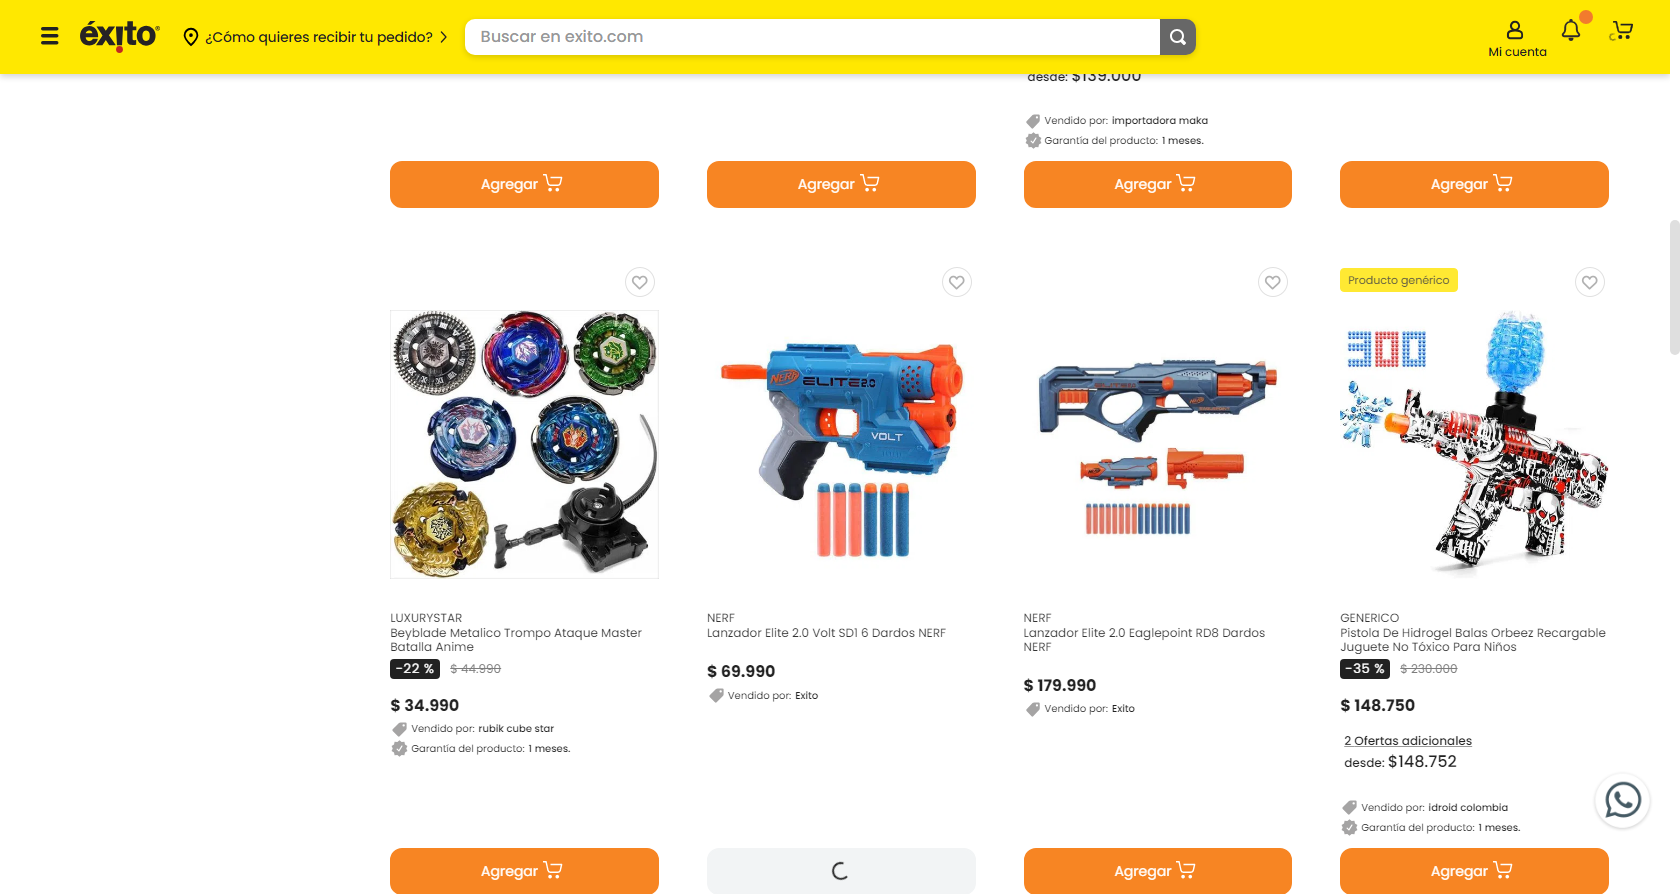 éxito
¿Cómo quieres recibir tu pedido?
Buscar en exito.com
Mi cuenta
desde: $139.000
Vendido por: importadora maka
Garantía del producto: 1 meses.
Agregar
Agregar
Agregar
Agregar
Producto genérico
300
NERF ELITE 2.0
VOLT
LUXURYSTAR
Beyblade Metalico Trompo Ataque Master
Batalla Anime
-22 % $ 44.990
$ 34.990
Vendido por: rubik cube star
Garantía del producto: 1 meses.
NERF
Lanzador Elite 2.0 Volt SD1 6 Dardos NERF
$ 69.990
Vendido por: Exito
NERF
Lanzador Elite 2.0 Eaglepoint RD8 Dardos
NERF
$ 179.990
Vendido por: Exito
GENERICO
Pistola De Hidrogel Balas Orbeez Recargable
Juguete No Tóxico Para Niños
-35 % $ 230.000
$ 148.750
2 Ofertas adicionales
desde: $148.752
Vendido por: idroid colombia
Garantía del producto: 1 meses.
Agregar
Agregar
Agregar